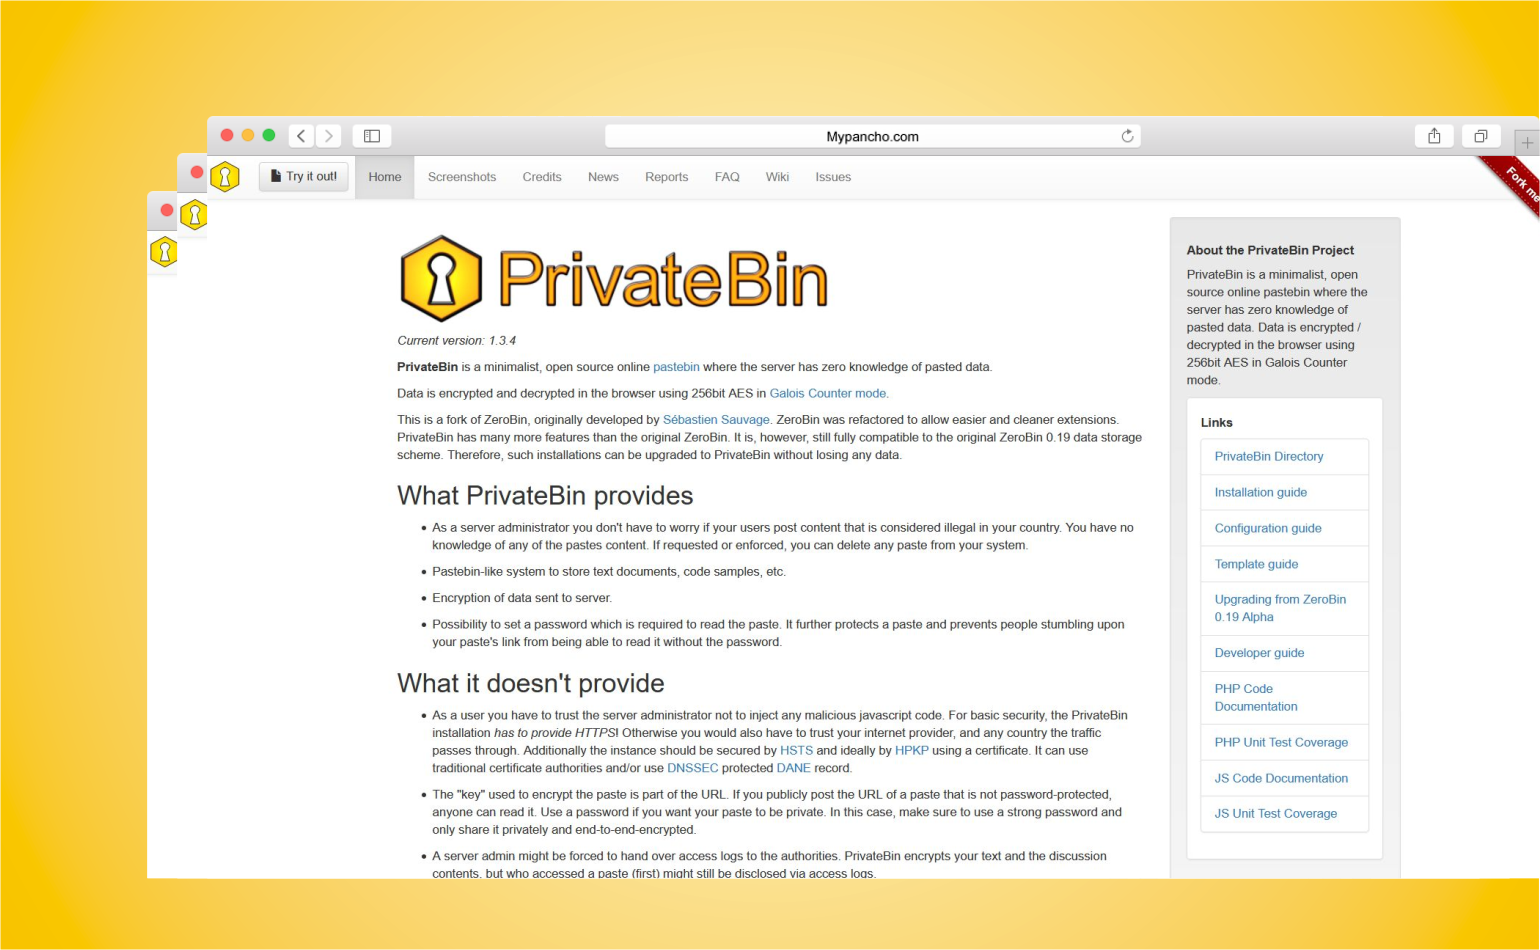 Mypancho.com
Try it out!
Home
Screenshots
Credits
News
Reports
FAQ
Wiki
Issues
Fork me
PrivateBin
Current version: 1.3.4
PrivateBin is a minimalist, open source online pastebin where the server has zero knowledge of pasted data.
Data is encrypted and decrypted in the browser using 256bit AES in Galois Counter mode.
This is a fork of ZeroBin, originally developed by Sébastien Sauvage. ZeroBin was refactored to allow easier and cleaner extensions.
PrivateBin has many more features than the original ZeroBin. It is, however, still fully compatible to the original ZeroBin 0.19 data storage
scheme. Therefore, such installations can be upgraded to PrivateBin without losing any data.
What PrivateBin provides
• As a server administrator you don't have to worry if your users post content that is considered illegal in your country. You have no
knowledge of any of the pastes content. If requested or enforced, you can delete any paste from your system.
• Pastebin-like system to store text documents, code samples, etc.
• Encryption of data sent to server.
• Possibility to set a password which is required to read the paste. It further protects a paste and prevents people stumbling upon
your paste's link from being able to read it without the password.
What it doesn't provide
• As a user you have to trust the server administrator not to inject any malicious javascript code. For basic security, the PrivateBin
installation has to provide HTTPS! Otherwise you would also have to trust your internet provider, and any country the traffic
passes through. Additionally the instance should be secured by HSTS and ideally by HPKP using a certificate. It can use
traditional certificate authorities and/or use DNSSEC protected DANE record.
• The "key" used to encrypt the paste is part of the URL. If you publicly post the URL of a paste that is not password-protected,
anyone can read it. Use a password if you want your paste to be private. In this case, make sure to use a strong password and
only share it privately and end-to-end-encrypted.
• A server admin might be forced to hand over access logs to the authorities. PrivateBin encrypts your text and the discussion
contents, but who accessed a paste (first) might still be disclosed via access logs.
About the PrivateBin Project
PrivateBin is a minimalist, open
source online pastebin where the
server has zero knowledge of
pasted data. Data is encrypted /
decrypted in the browser using
256bit AES in Galois Counter
mode.
Links
PrivateBin Directory
Installation guide
Configuration guide
Template guide
Upgrading from ZeroBin
0.19 Alpha
Developer guide
PHP Code
Documentation
PHP Unit Test Coverage
JS Code Documentation
JS Unit Test Coverage